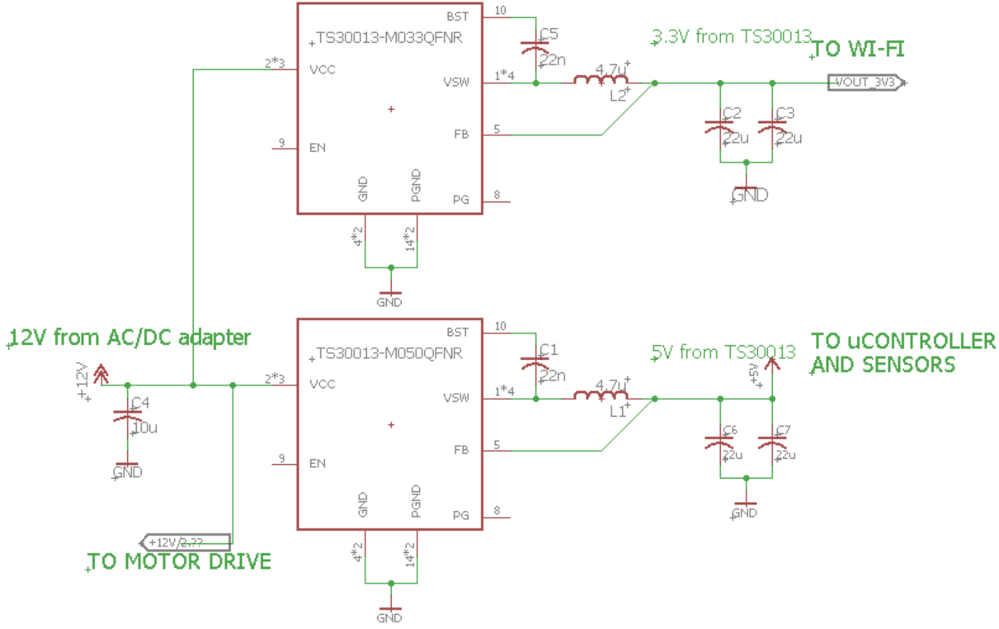 BST
10
TS30013-M033QFNR
C5
22n
3.3V from TS30013
TO WI-FI
2*3
VCC
VSW
1*4
4.7u
L2
VOUT_3V3
C2
22u
C3
22u
9
EN
FB
5
GND
PGND
PG
8
GND
4*2
14*2
GND
12V from AC/DC adapter
+12V
C4
10u
GND
BST
10
TS30013-M050QFNR
C1
22n
5V from TS30013
+5V
TO uCONTROLLER
AND SENSORS
2*3
VCC
VSW
1*4
4.7u
L1
C6
22u
C7
22u
9
EN
FB
5
GND
PGND
PG
8
GND
4*2
14*2
GND
+12V/2.??
TO MOTOR DRIVE